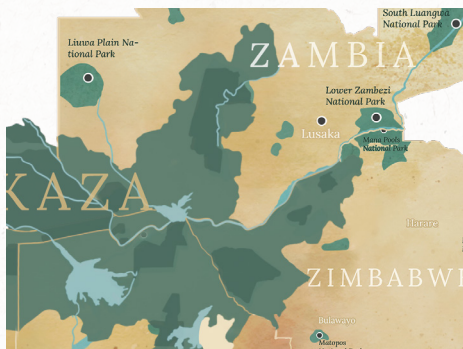 South Luangwa
National Park
Liuwa Plain Na-
tional Park
ZAMBIA
Lower Zambezi
National Park
Lusaka
Mana Pools
National Park
KAZA
Harare
ZIMBABWE
Bulawayo
Matopos